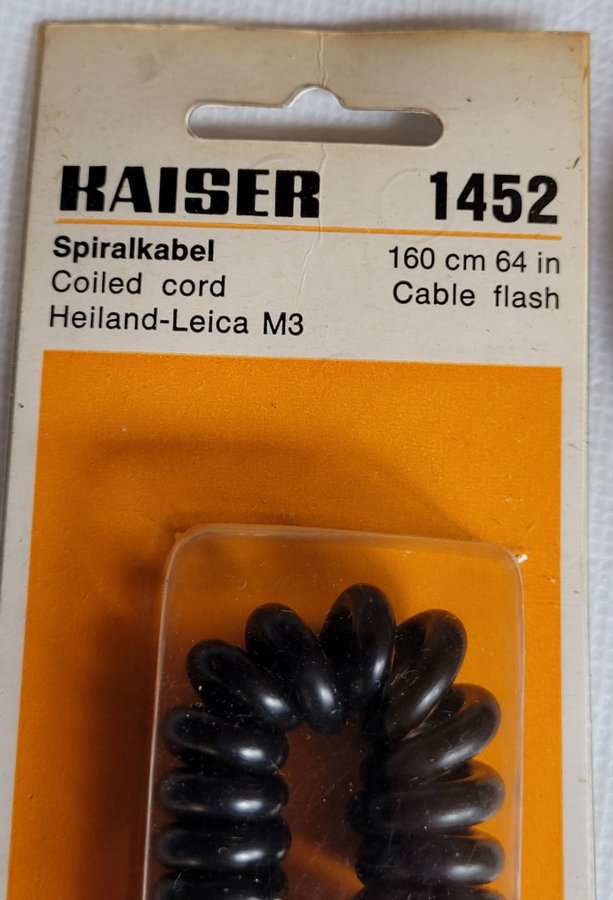 KAISER 1452
Spiralkabel 160 cm 64 in
Coiled cord Cable flash
Heiland-Leica M3